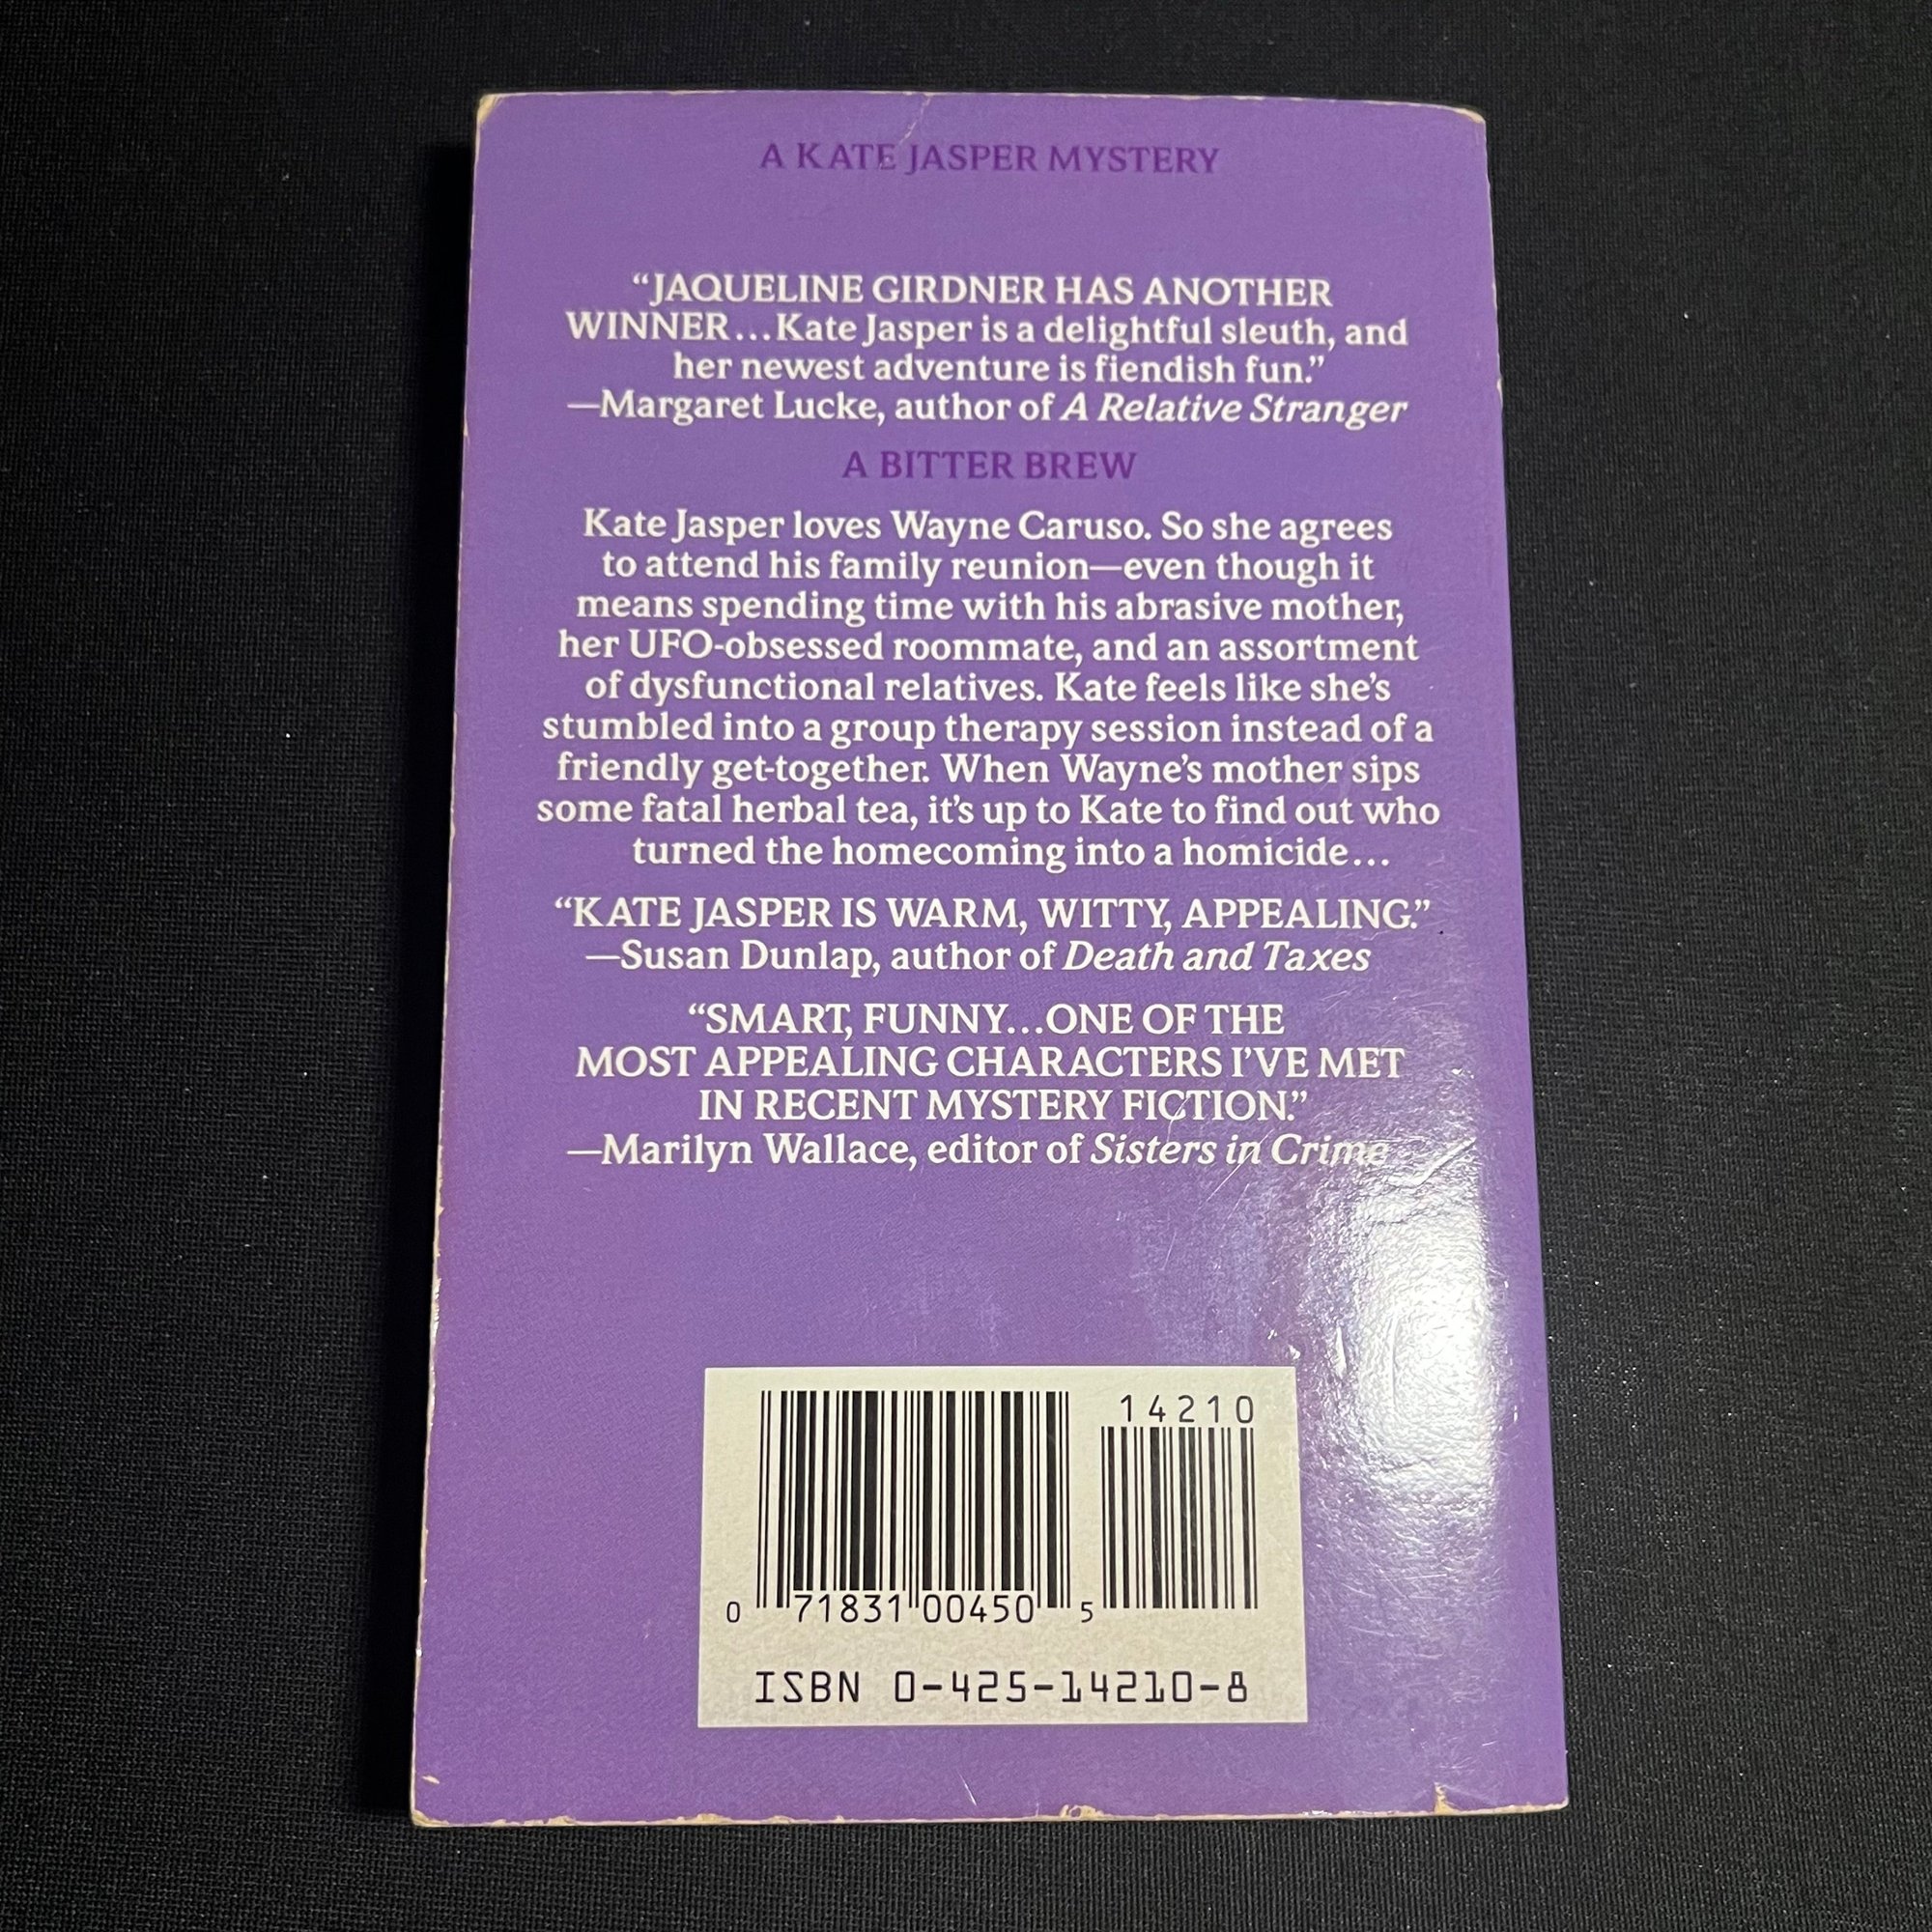 A KATE JASPER MYSTERY
“JAQUELINE GIRDNER HAS ANOTHER
WINNER...Kate Jasper is a delightful sleuth, and
her newest adventure is fiendish fun.”
—Margaret Lucke, author of A Relative Stranger
A BITTER BREW
Kate Jasper loves Wayne Caruso. So she agrees
to attend his family reunion—even though it
means spending time with his abrasive mother,
her UFO-obsessed roommate, and an assortment
of dysfunctional relatives. Kate feels like she’s
stumbled into a group therapy session instead of a
friendly get-together. When Wayne’s mother sips
some fatal herbal tea, it’s up to Kate to find out who
turned the homecoming into a homicide...
“KATE JASPER IS WARM, WITTY, APPEALING.”
—Susan Dunlap, author of Death and Taxes
“SMART, FUNNY...ONE OF THE
MOST APPEALING CHARACTERS I’VE MET
IN RECENT MYSTERY FICTION.”
—Marilyn Wallace, editor of Sisters in Crime
14210
0 71831 00450 5
ISBN 0-425-14210-8